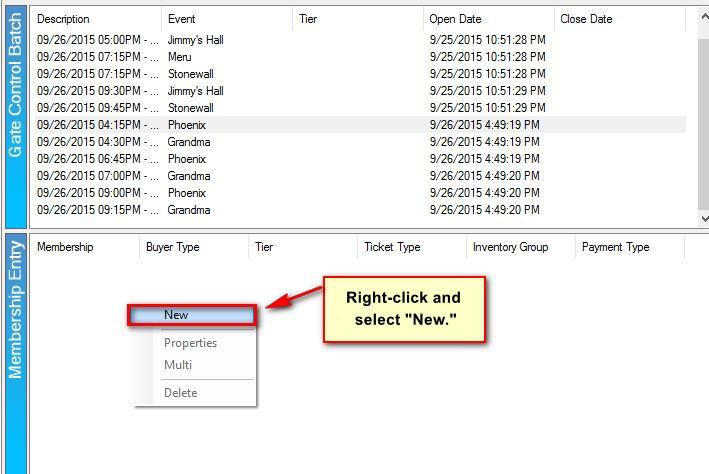 Gate Control Batch
Description Event Tier Open Date Close Date
09/26/2015 05:00PM - ... Jimmy's Hall 9/25/2015 10:51:28 PM
09/26/2015 07:15PM - ... Meru 9/25/2015 10:51:28 PM
09/26/2015 07:15PM - ... Stonewall 9/25/2015 10:51:28 PM
09/26/2015 09:30PM - ... Jimmy's Hall 9/25/2015 10:51:29 PM
09/26/2015 09:45PM - ... Stonewall 9/25/2015 10:51:29 PM
09/26/2015 04:15PM - ... Phoenix 9/26/2015 4:49:19 PM
09/26/2015 04:30PM - ... Grandma 9/26/2015 4:49:19 PM
09/26/2015 06:45PM - ... Phoenix 9/26/2015 4:49:19 PM
09/26/2015 07:00PM - ... Grandma 9/26/2015 4:49:20 PM
09/26/2015 09:00PM - ... Phoenix 9/26/2015 4:49:20 PM
09/26/2015 09:15PM - ... Grandma 9/26/2015 4:49:20 PM
Membership Entry
Membership Buyer Type Tier Ticket Type Inventory Group Payment Type
Right-click and
select "New."
New
Properties
Multi
Delete